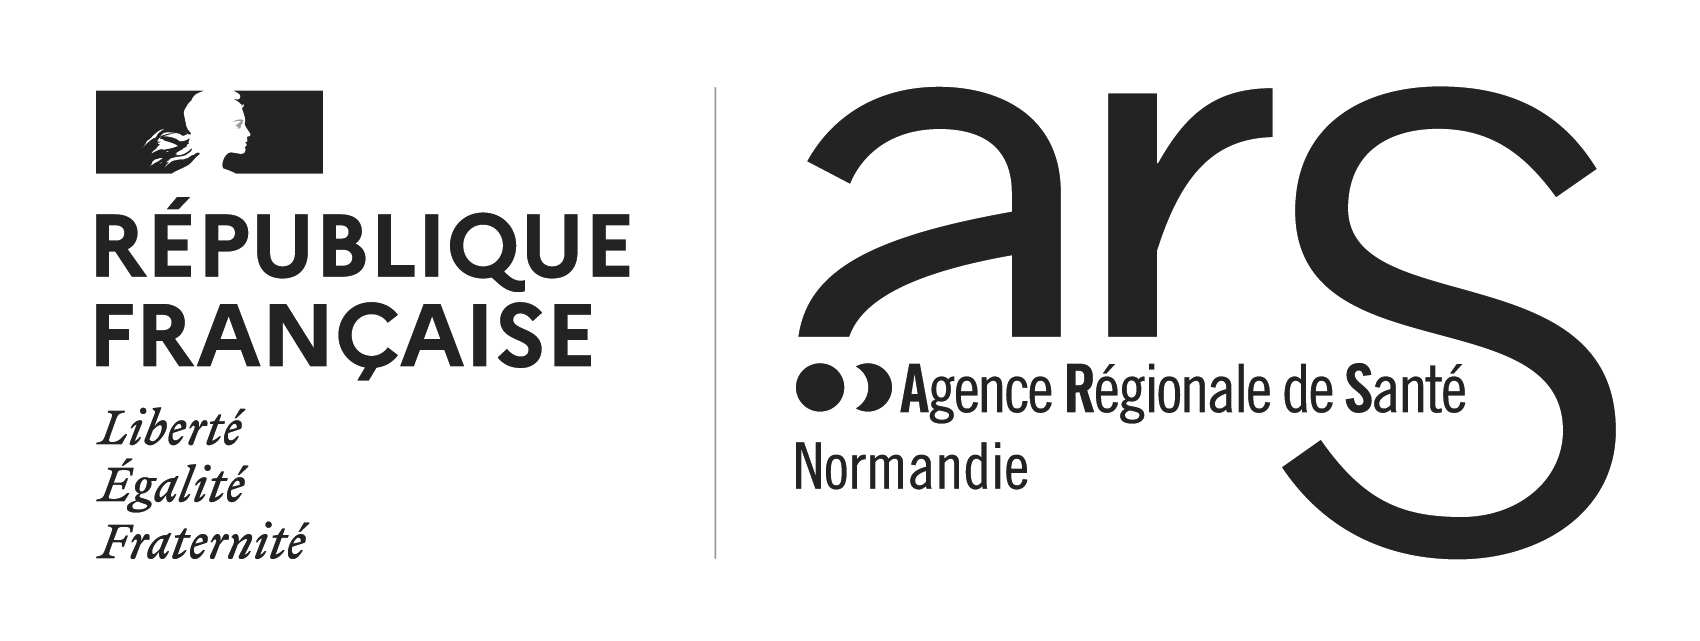 RÉPUBLIQUE
FRANÇAISE
Liberté
Égalité
Fraternité
ars
Agence Régionale de Santé
Normandie